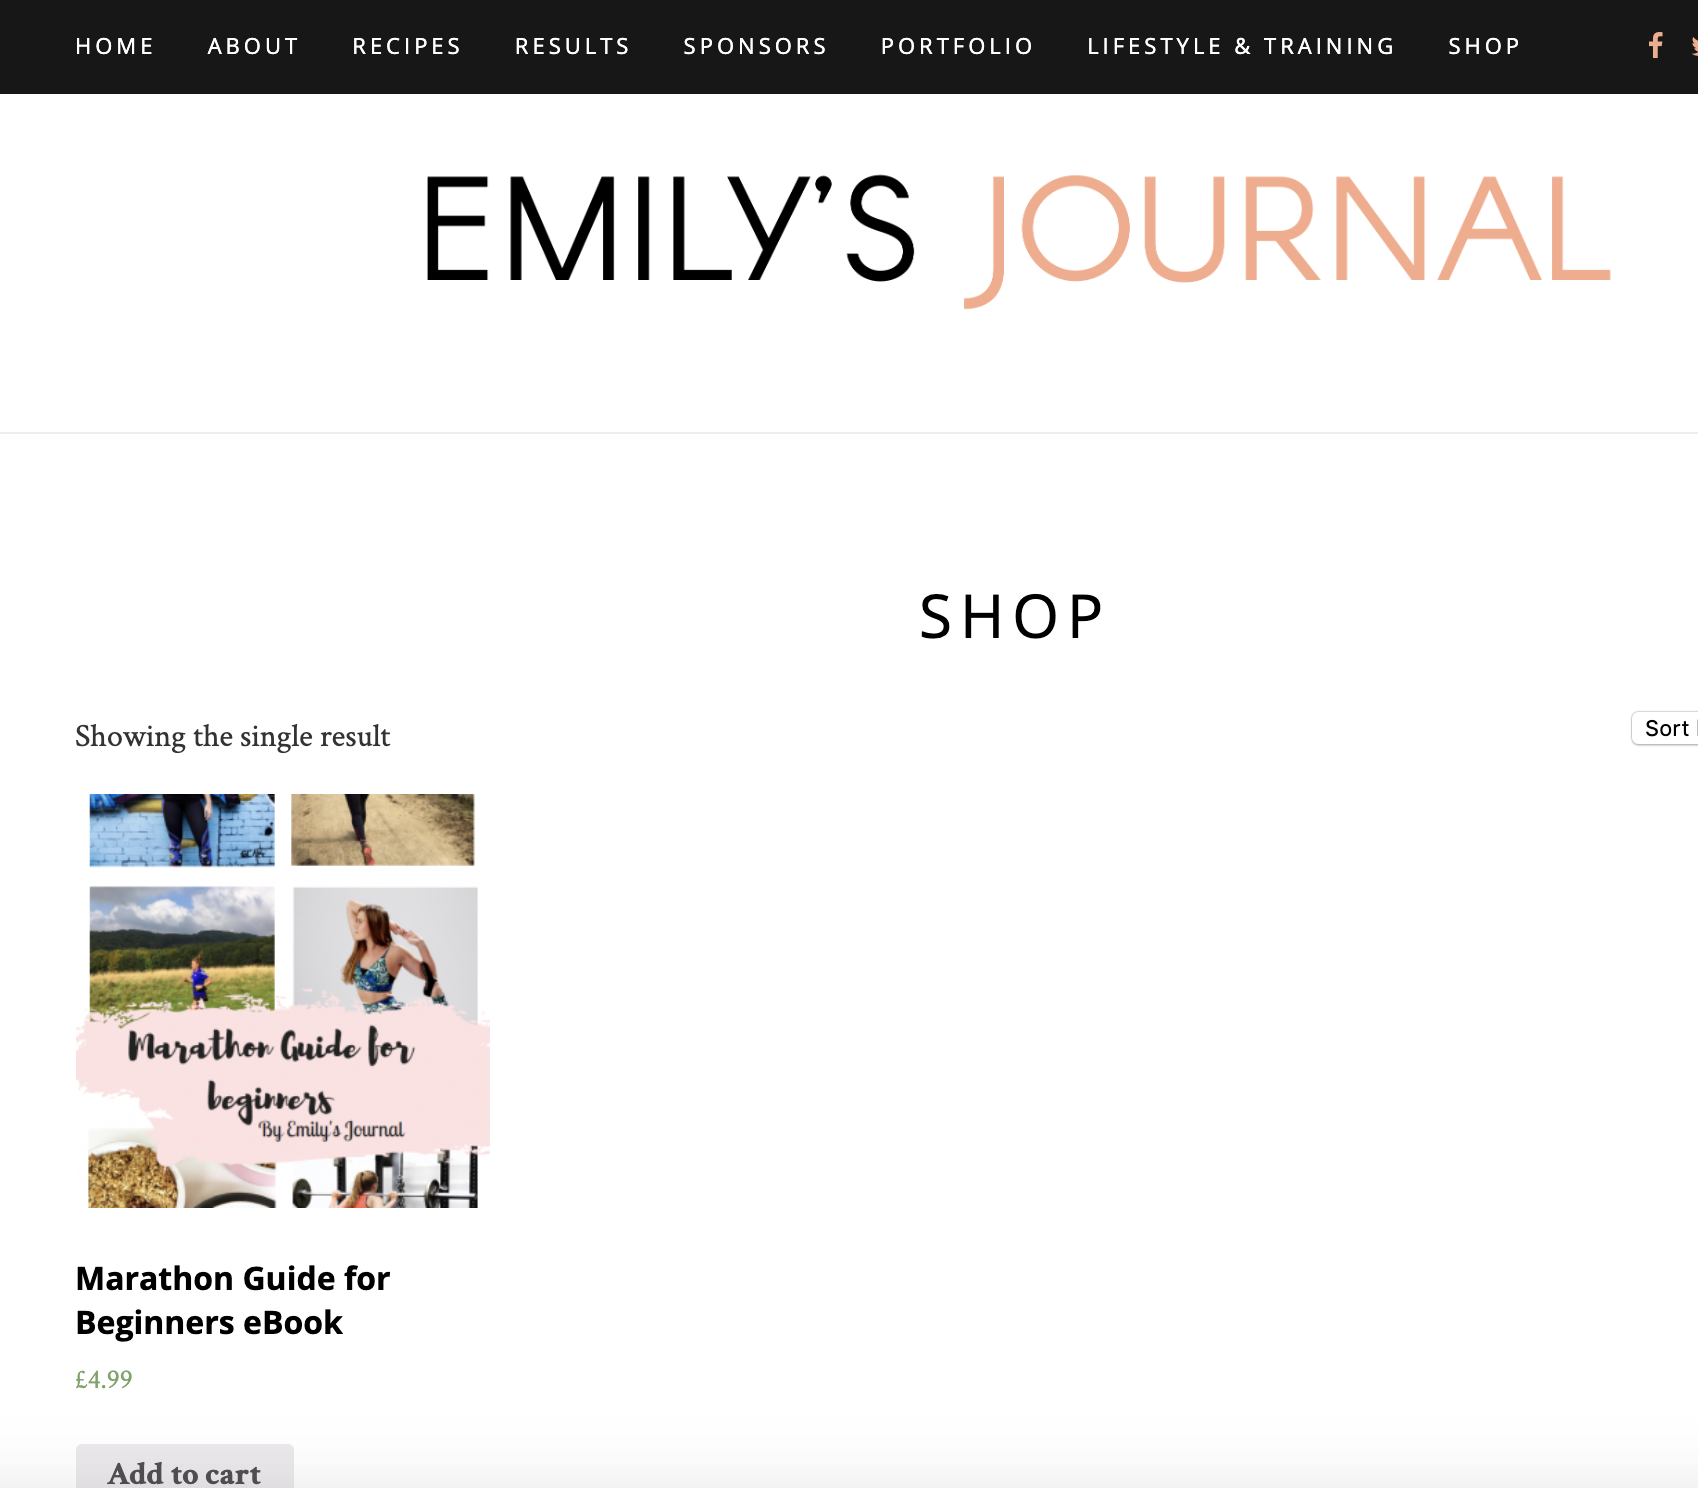 HOME ABOUT RECIPES RESULTS SPONSORS PORTFOLIO LIFESTYLE & TRAINING SHOP
EMILY'S JOURNAL
SHOP
Showing the single result
Sort
Marathon Guide for
beginners
By Emily's Journal
Marathon Guide for
Beginners eBook
£4.99
Add to cart